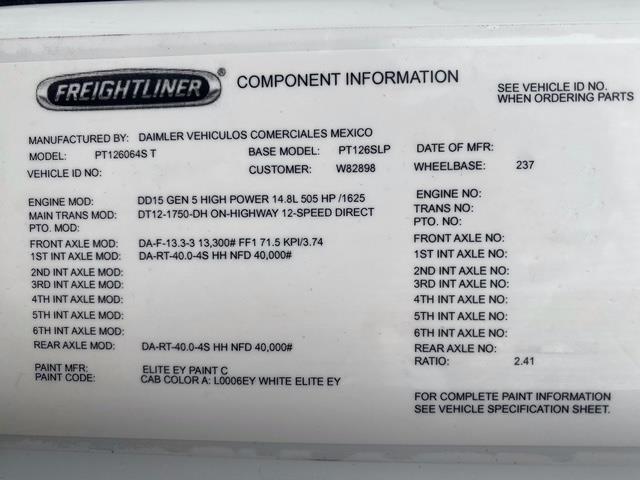 FREIGHTLINER® COMPONENT INFORMATION
SEE VEHICLE ID NO.
WHEN ORDERING PARTS
MANUFACTURED BY: DAIMLER VEHICULOS COMERCIALES MEXICO
MODEL: PT126064S T BASE MODEL: PT126SLP DATE OF MFR:
VEHICLE ID NO: CUSTOMER: W82898 WHEELBASE: 237
ENGINE MOD: DD15 GEN 5 HIGH POWER 14.8L 505 HP /1625 ENGINE NO:
MAIN TRANS MOD: DT12-1750-DH ON-HIGHWAY 12-SPEED DIRECT TRANS NO:
PTO. MOD: PTO. NO:
FRONT AXLE MOD: DA-F-13.3-3 13,300# FF1 71.5 KPI/3.74 FRONT AXLE NO:
1ST INT AXLE MOD: DA-RT-40.0-4S HH NFD 40,000# 1ST INT AXLE NO:
2ND INT AXLE MOD: 2ND INT AXLE NO:
3RD INT AXLE MOD: 3RD INT AXLE NO:
4TH INT AXLE MOD: 4TH INT AXLE NO:
5TH INT AXLE MOD: 5TH INT AXLE NO:
6TH INT AXLE MOD: 6TH INT AXLE NO:
REAR AXLE MOD: DA-RT-40.0-4S HH NFD 40,000# REAR AXLE NO:
RATIO: 2.41
PAINT MFR: ELITE EY PAINT C
PAINT CODE: CAB COLOR A: L0006EY WHITE ELITE EY
FOR COMPLETE PAINT INFORMATION
SEE VEHICLE SPECIFICATION SHEET.